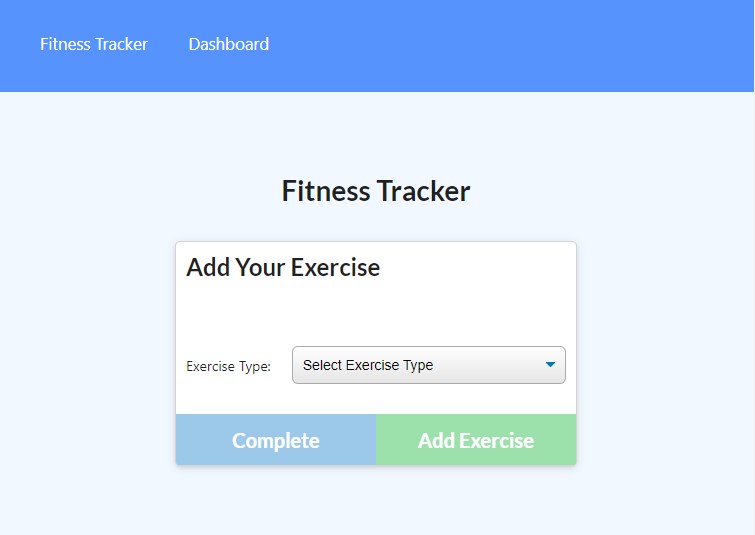 Fitness Tracker Dashboard
Fitness Tracker
Add Your Exercise
Exercise Type: Select Exercise Type
Complete Add Exercise